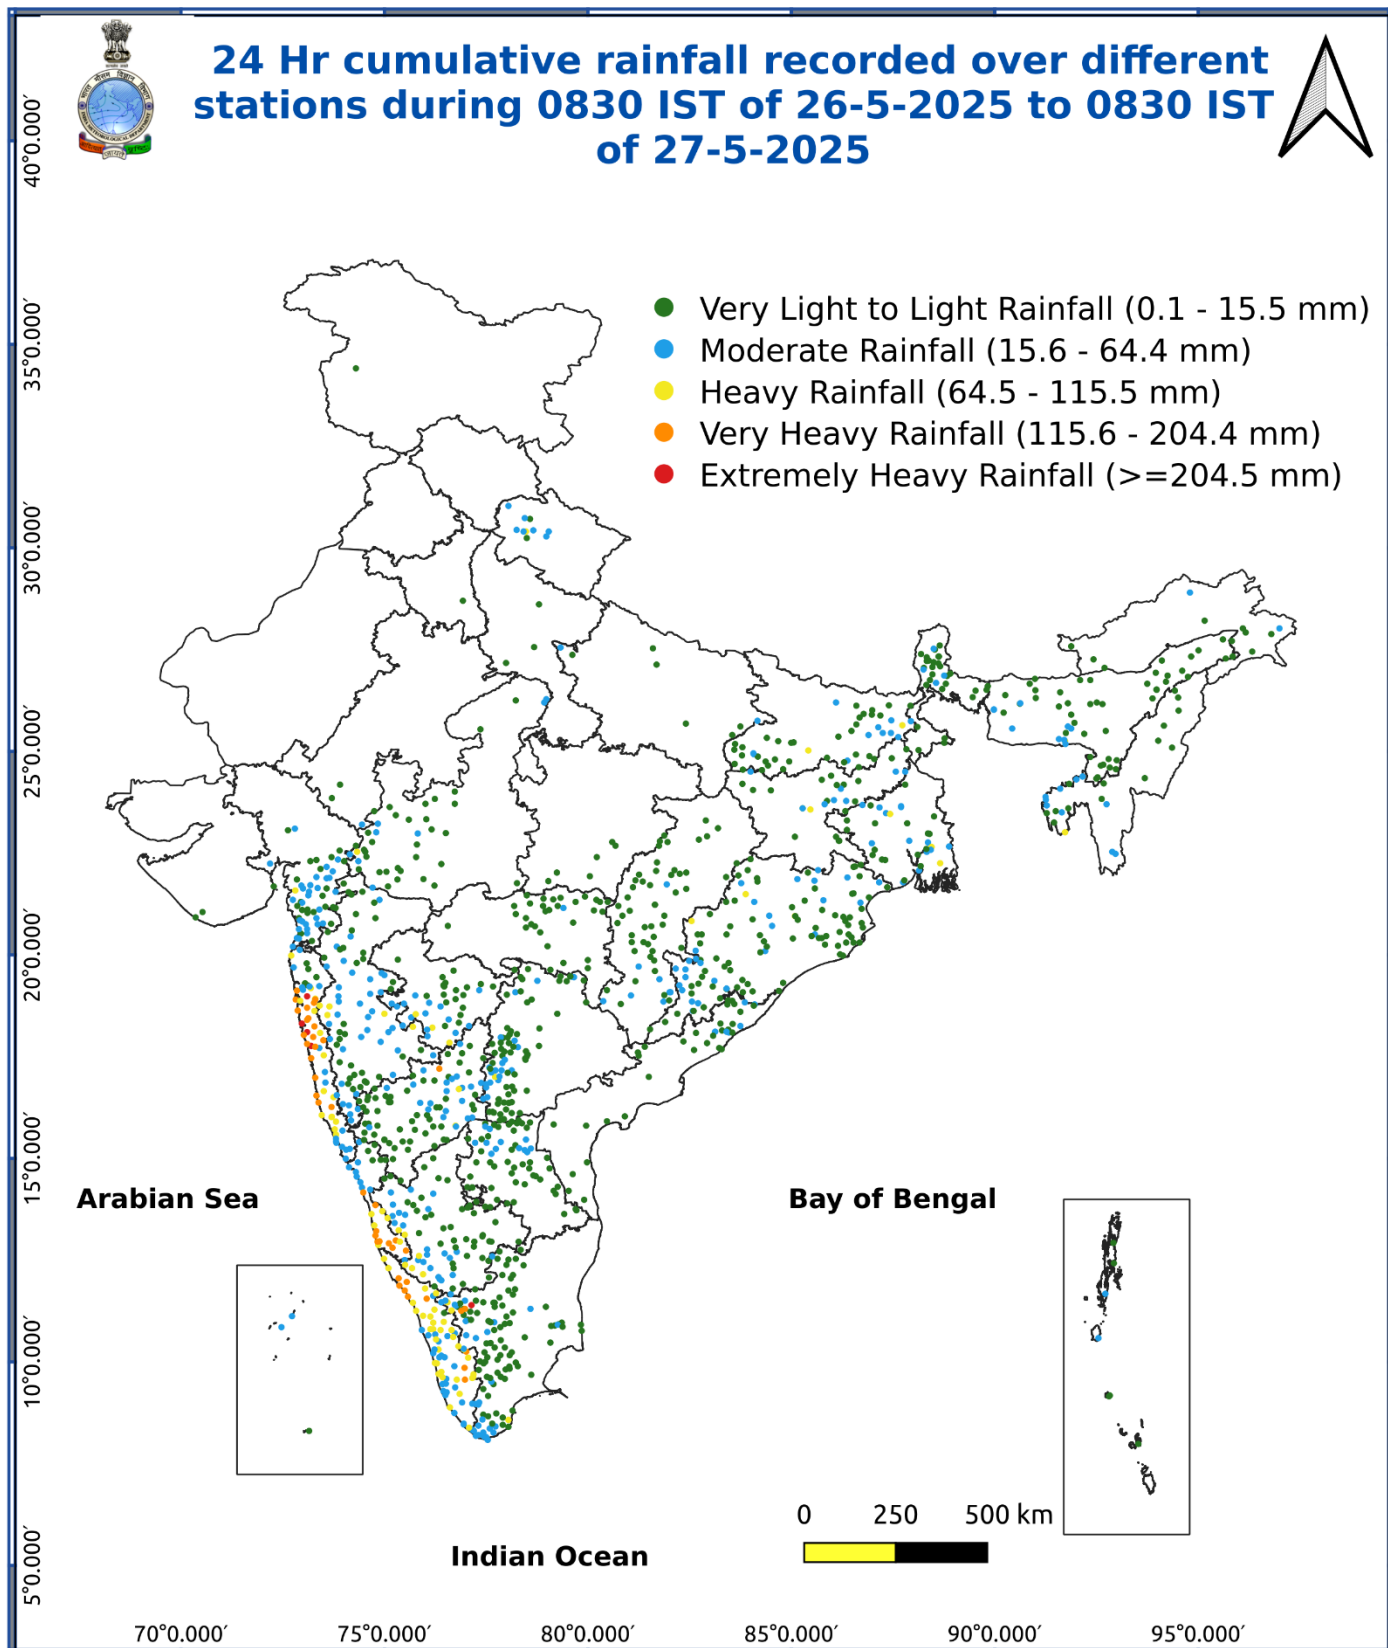 24 Hr cumulative rainfall recorded over different
stations during 0830 IST of 26-5-2025 to 0830 IST
of 27-5-2025
Very Light to Light Rainfall (0.1 - 15.5 mm)
Moderate Rainfall (15.6 - 64.4 mm)
Heavy Rainfall (64.5 - 115.5 mm)
Very Heavy Rainfall (115.6 - 204.4 mm)
Extremely Heavy Rainfall (>=204.5 mm)
40°0.000′
35°0.000′
30°0.000′
25°0.000′
20°0.000′
15°0.000′
10°0.000′
5°0.000′
Arabian Sea
Bay of Bengal
Indian Ocean
0 250 500 km
70°0.000′ 75°0.000′ 80°0.000′ 85°0.000′ 90°0.000′ 95°0.000′